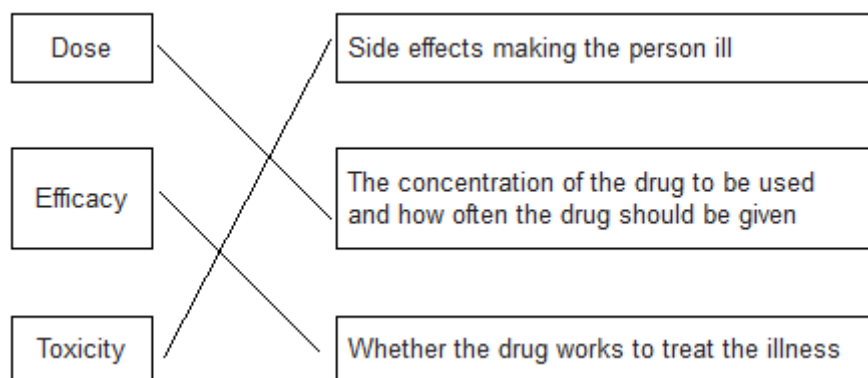 Dose
Side effects making the person ill
Efficacy
The concentration of the drug to be used
and how often the drug should be given
Toxicity
Whether the drug works to treat the illness